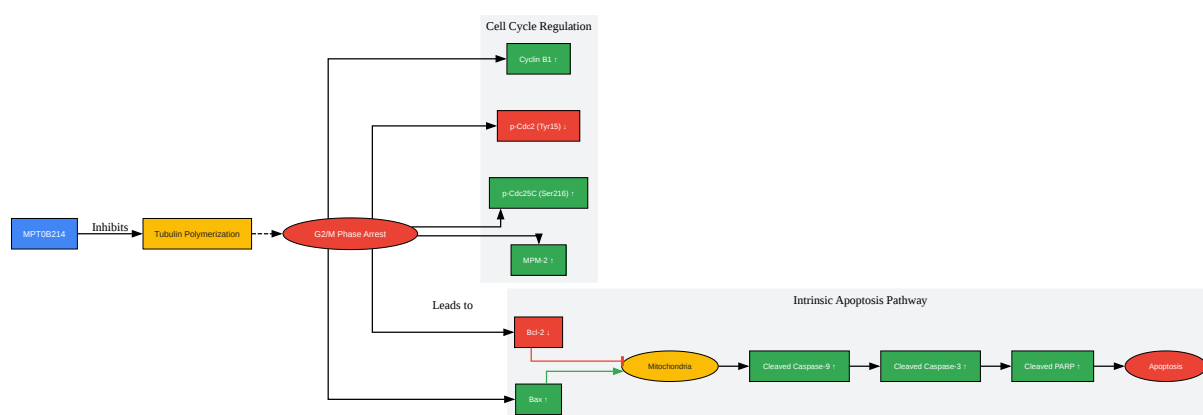 Cell Cycle Regulation
Cyclin B1 ↑
p-Cdc2 (Tyr15) ↓
p-Cdc25C (Ser216) ↑
MPT0B214
Inhibits
Tubulin Polymerization
G2/M Phase Arrest
MPM-2 ↑
Leads to
Intrinsic Apoptosis Pathway
Bcl-2 ↓
Mitochondria
Cleaved Caspase-9 ↑
Cleaved Caspase-3 ↑
Cleaved PARP ↑
Apoptosis
Bax ↑